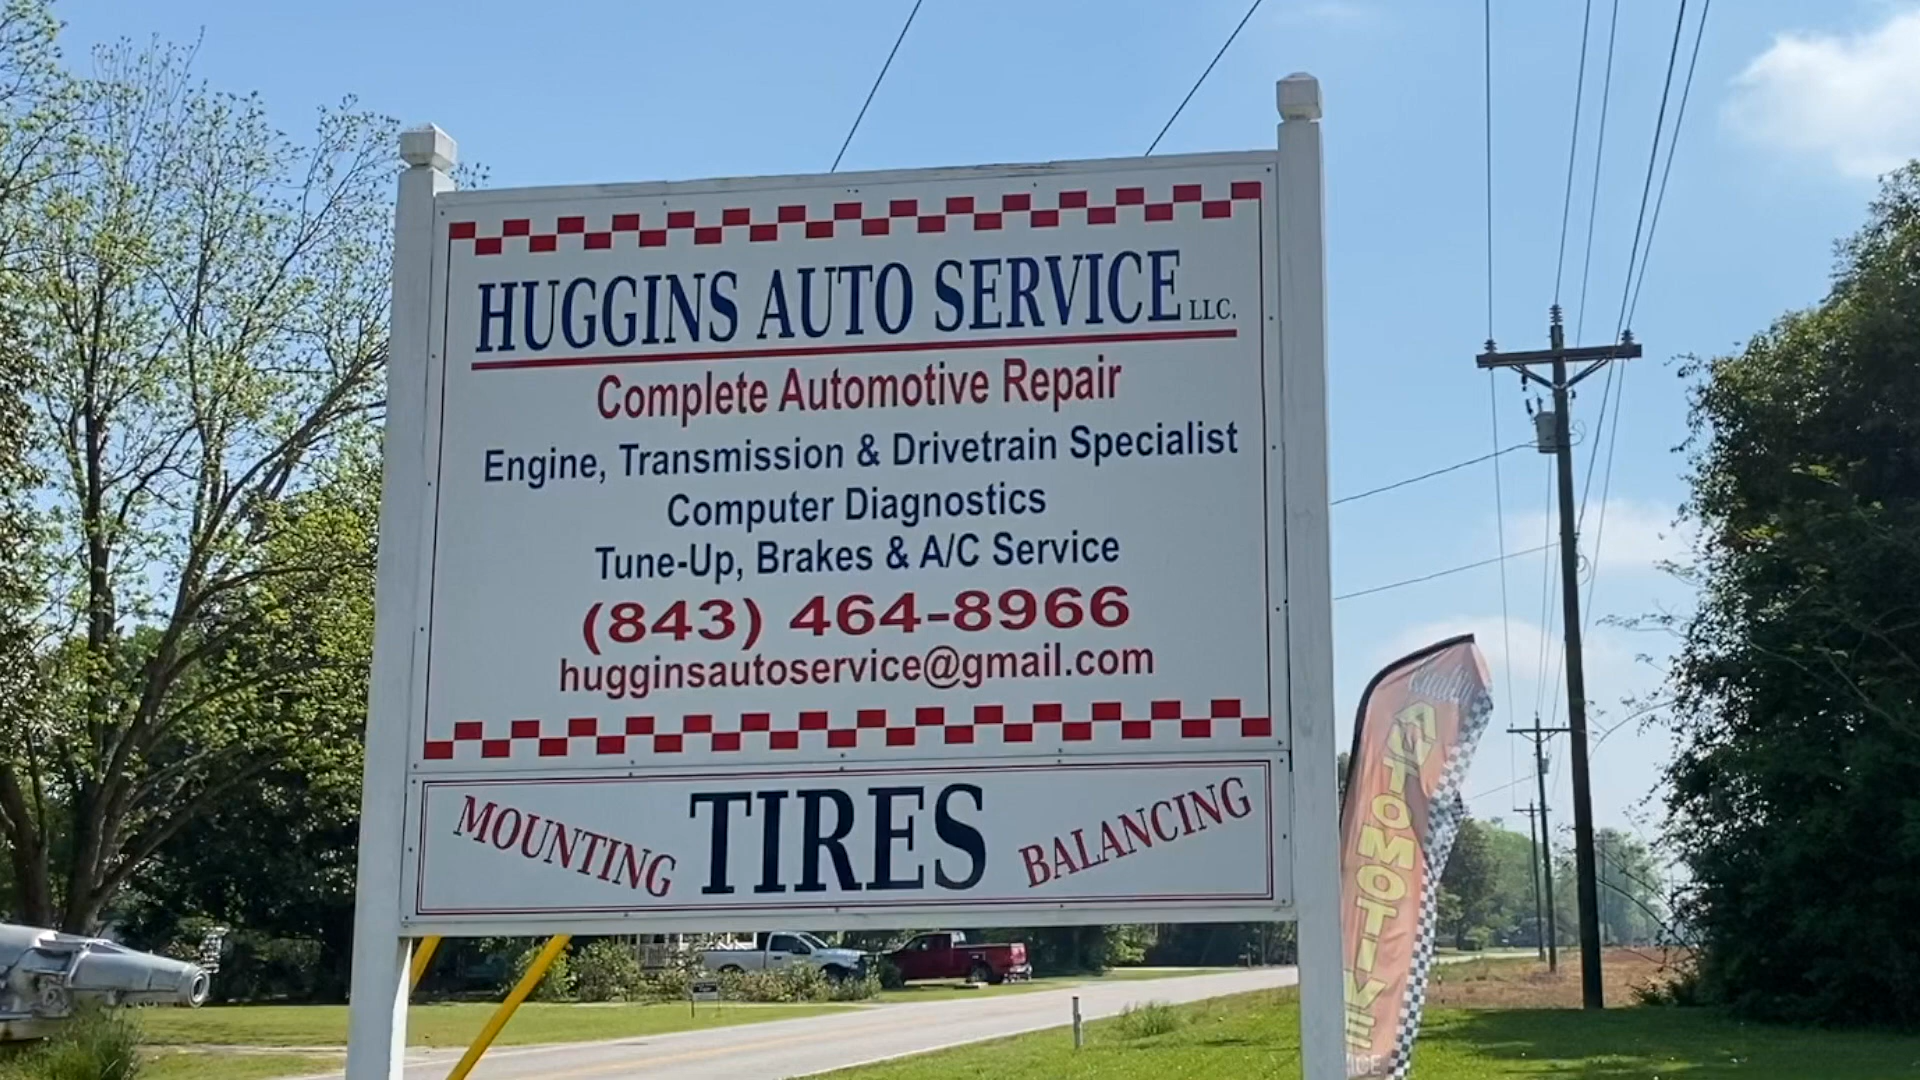 HUGGINS AUTO SERVICE LLC.
Complete Automotive Repair
Engine, Transmission & Drivetrain Specialist
Computer Diagnostics
Tune-Up, Brakes & A/C Service
(843) 464-8966
hugginsautoservice@gmail.com
MOUNTING TIRES BALANCING
AUTOMOTIVE